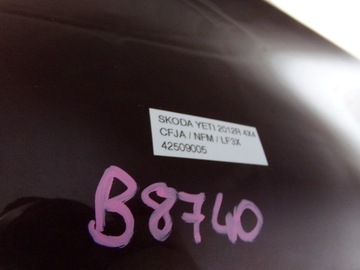 SKODA YETI 2012R 4X4
CFJA / NFM / LF3X
42509005
B8740